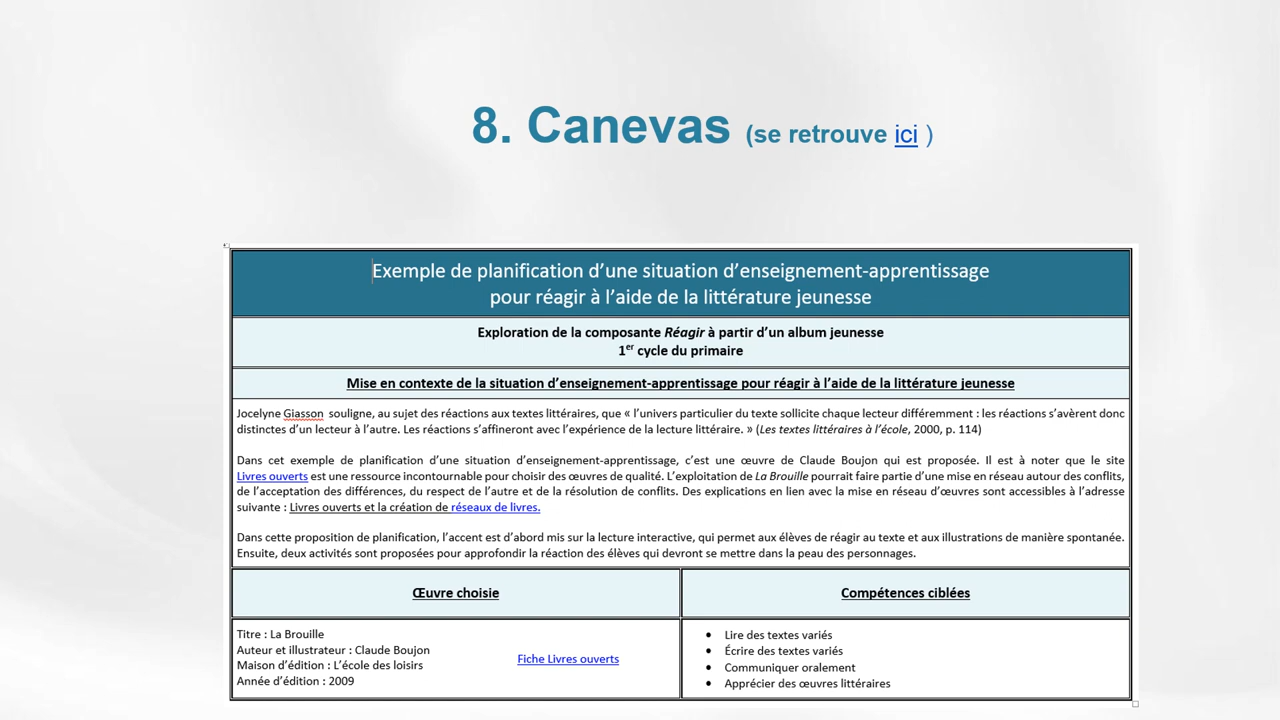 8. Canevas (se retrouve ici )
Exemple de planification d’une situation d’enseignement-apprentissage
pour réagir à l’aide de la littérature jeunesse
Exploration de la composante Réagir à partir d’un album jeunesse
1er cycle du primaire
Mise en contexte de la situation d’enseignement-apprentissage pour réagir à l’aide de la littérature jeunesse
Jocelyne Giasson souligne, au sujet des réactions aux textes littéraires, que « l’univers particulier du texte sollicite chaque lecteur différemment : les réactions s’avèrent donc
distinctes d’un lecteur à l’autre. Les réactions s’affineront avec l’expérience de la lecture littéraire. » (Les textes littéraires à l’école, 2000, p. 114)
Dans cet exemple de planification d’une situation d’enseignement-apprentissage, c’est une œuvre de Claude Boujon qui est proposée. Il est à noter que le site
Livres ouverts est une ressource incontournable pour choisir des œuvres de qualité. L’exploitation de La Brouille pourrait faire partie d’une mise en réseau autour des conflits,
de l’acceptation des différences, du respect de l’autre et de la résolution de conflits. Des explications en lien avec la mise en réseau d’œuvres sont accessibles à l’adresse
suivante : Livres ouverts et la création de réseaux de livres.
Dans cette proposition de planification, l’accent est d’abord mis sur la lecture interactive, qui permet aux élèves de réagir au texte et aux illustrations de manière spontanée.
Ensuite, deux activités sont proposées pour approfondir la réaction des élèves qui devront se mettre dans la peau des personnages.
Œuvre choisie
Compétences ciblées
Titre : La Brouille
Auteur et illustrateur : Claude Boujon
Maison d’édition : L’école des loisirs
Année d’édition : 2009
Fiche Livres ouverts
• Lire des textes variés
• Écrire des textes variés
• Communiquer oralement
• Apprécier des œuvres littéraires